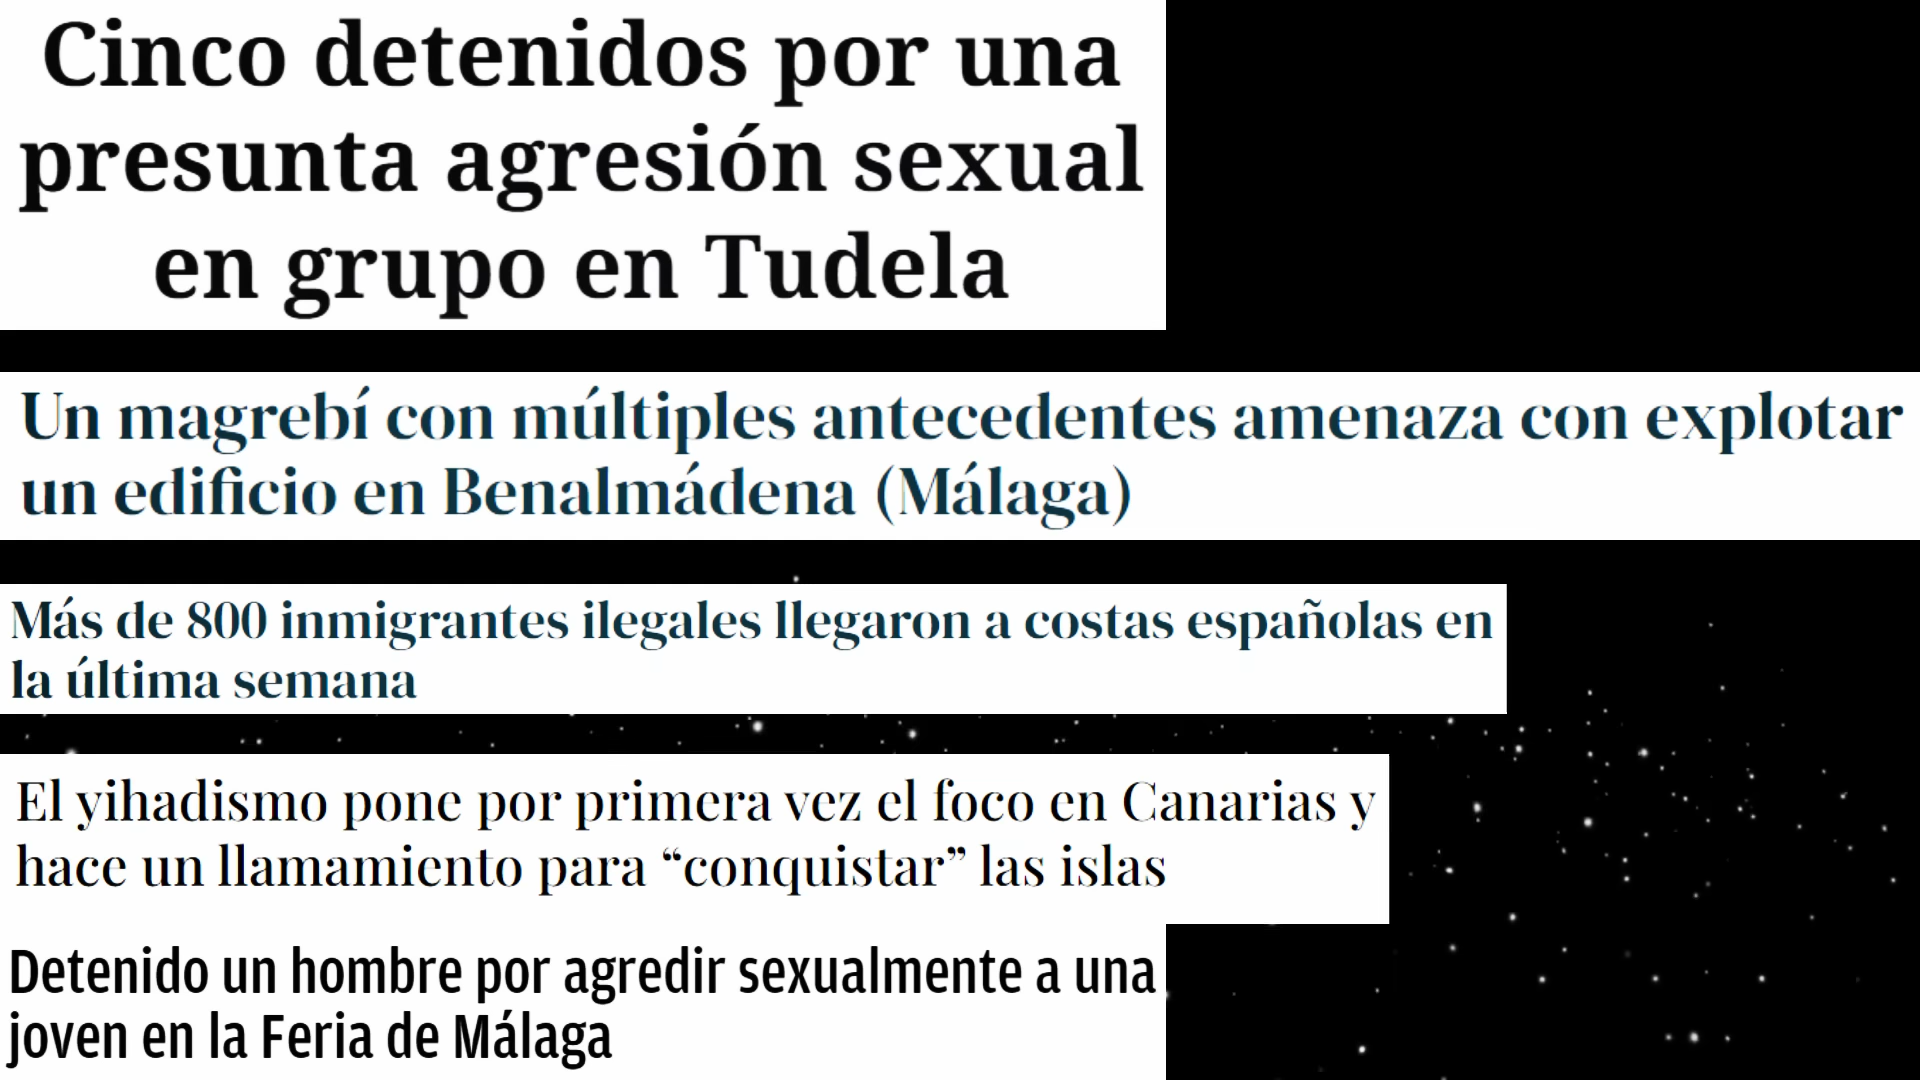 Cinco detenidos por una
presunta agresión sexual
en grupo en Tudela
Un magrebí con múltiples antecedentes amenaza con explotar
un edificio en Benalmádena (Málaga)
Más de 800 inmigrantes ilegales llegaron a costas españolas en
la última semana
El yihadismo pone por primera vez el foco en Canarias y
hace un llamamiento para “conquistar” las islas
Detenido un hombre por agredir sexualmente a una
joven en la Feria de Málaga